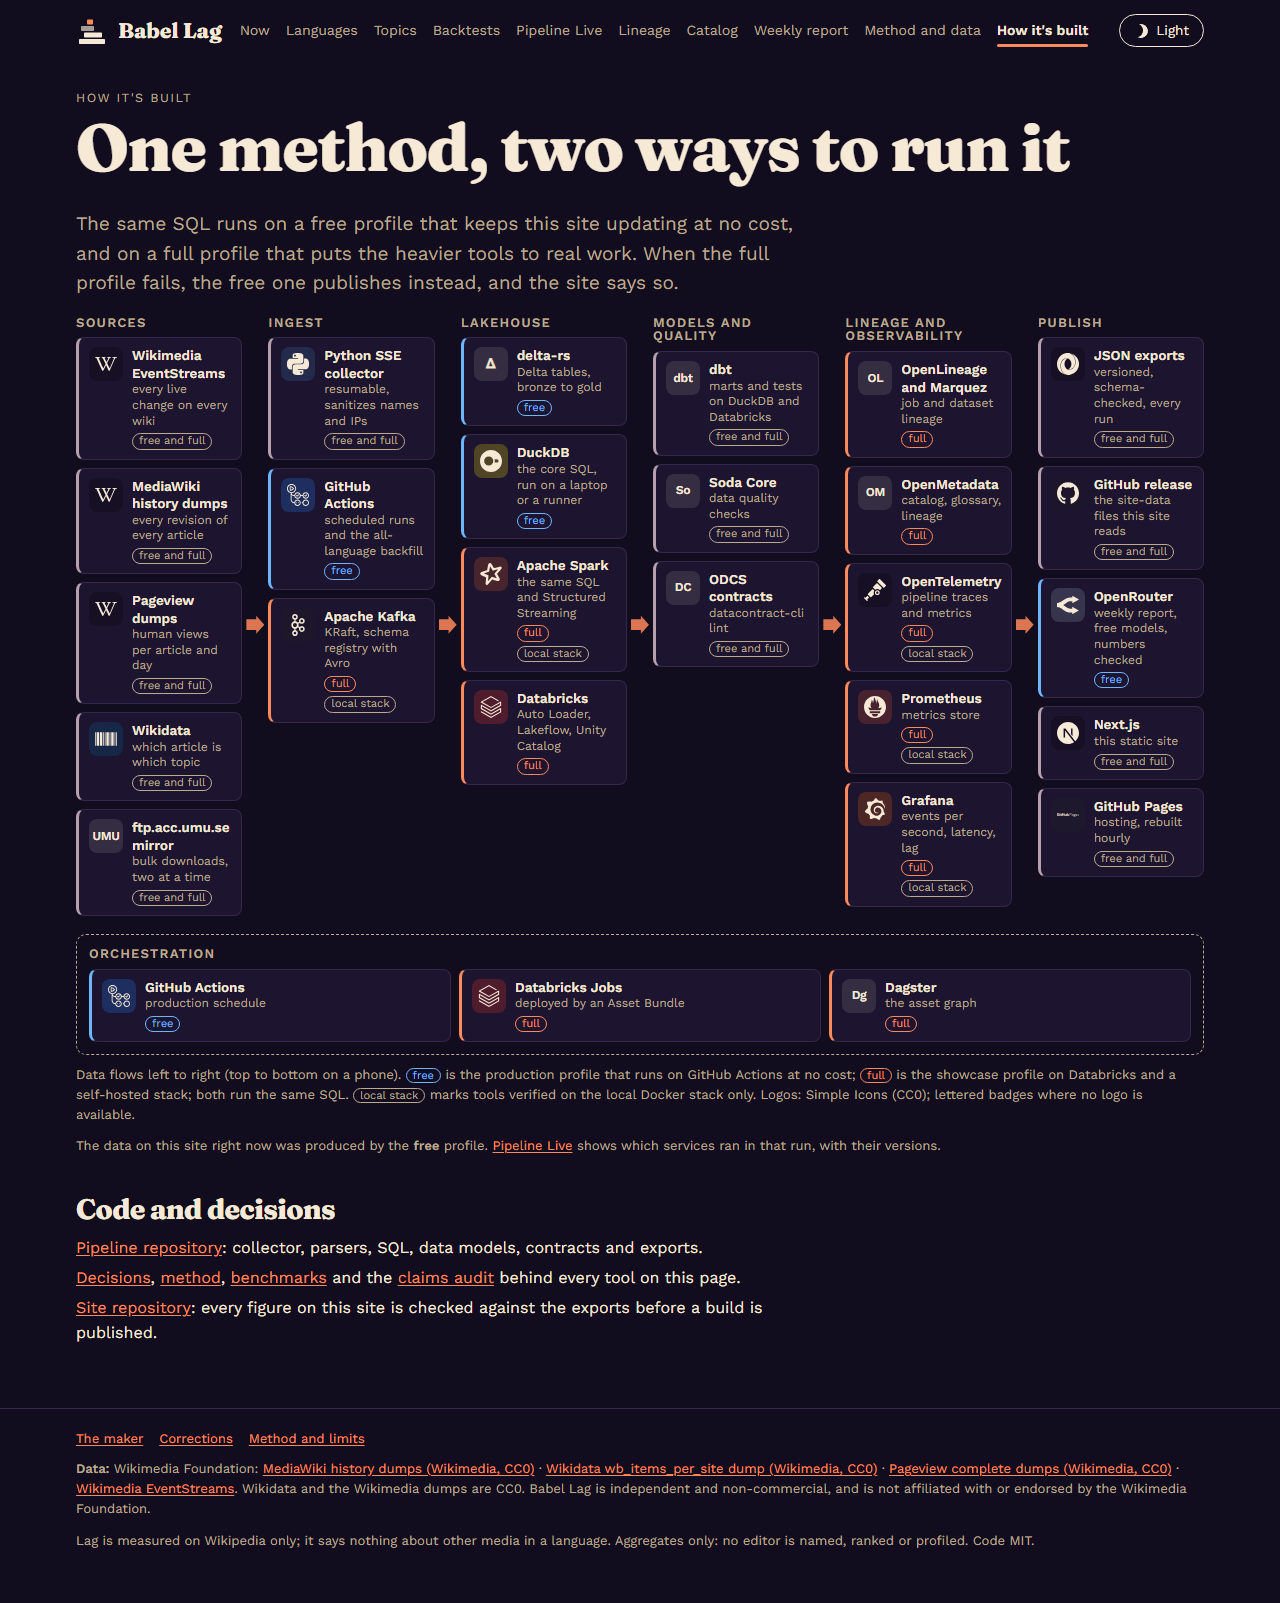 Babel Lag
Now
Languages
Topics
Backtests
Pipeline Live
Lineage
Catalog
Weekly report
Method and data
How it's built
Light
HOW IT'S BUILT
One method, two ways to run it
The same SQL runs on a free profile that keeps this site updating at no cost,
and on a full profile that puts the heavier tools to real work. When the full
profile fails, the free one publishes instead, and the site says so.
SOURCES
W
Wikimedia
EventStreams
every live
change on every
wiki
free and full
W
MediaWiki
history dumps
every revision of
every article
free and full
W
Pageview
dumps
human views
per article and
day
free and full
Wikidata
which article is
which topic
free and full
UMU
ftp.acc.umu.se
mirror
bulk downloads,
two at a time
free and full
INGEST
Python SSE
collector
resumable,
sanitizes names
and IPs
free and full
GitHub
Actions
scheduled runs
and the all-
language backfill
free
Apache Kafka
KRaft, schema
registry with
Avro
full
local stack
LAKEHOUSE
Δ
delta-rs
Delta tables,
bronze to gold
free
DuckDB
the core SQL,
run on a laptop
or a runner
free
Apache Spark
the same SQL
and Structured
Streaming
full
local stack
Databricks
Auto Loader,
Lakeflow, Unity
Catalog
full
MODELS AND
QUALITY
dbt
dbt
marts and tests
on DuckDB and
Databricks
free and full
So
Soda Core
data quality
checks
free and full
DC
ODCS
contracts
datacontract-cli
lint
free and full
LINEAGE AND
OBSERVABILITY
OL
OpenLineage
and Marquez
job and dataset
lineage
full
OM
OpenMetadata
catalog, glossary,
lineage
full
OpenTelemetry
pipeline traces
and metrics
full
local stack
Prometheus
metrics store
full
local stack
Grafana
events per
second, latency,
lag
full
local stack
PUBLISH
JSON exports
versioned,
schema-
checked, every
run
free and full
GitHub release
the site-data
files this site
reads
free and full
OpenRouter
weekly report,
free models,
numbers
checked
free
N
Next.js
this static site
free and full
GitHub Pages
GitHub Pages
hosting, rebuilt
hourly
free and full
ORCHESTRATION
GitHub Actions
production schedule
free
Databricks Jobs
deployed by an Asset Bundle
full
Dg
Dagster
the asset graph
full
Data flows left to right (top to bottom on a phone). free is the production profile that runs on GitHub Actions at no cost; full is the showcase profile on Databricks and a
self-hosted stack; both run the same SQL. local stack marks tools verified on the local Docker stack only. Logos: Simple Icons (CC0); lettered badges where no logo is
available.
The data on this site right now was produced by the free profile. Pipeline Live shows which services ran in that run, with their versions.
Code and decisions
Pipeline repository: collector, parsers, SQL, data models, contracts and exports.
Decisions, method, benchmarks and the claims audit behind every tool on this page.
Site repository: every figure on this site is checked against the exports before a build is
published.
The maker
Corrections
Method and limits
Data: Wikimedia Foundation: MediaWiki history dumps (Wikimedia, CC0) · Wikidata wb_items_per_site dump (Wikimedia, CC0) · Pageview complete dumps (Wikimedia, CC0) ·
Wikimedia EventStreams. Wikidata and the Wikimedia dumps are CC0. Babel Lag is independent and non-commercial, and is not affiliated with or endorsed by the Wikimedia
Foundation.
Lag is measured on Wikipedia only; it says nothing about other media in a language. Aggregates only: no editor is named, ranked or profiled. Code MIT.